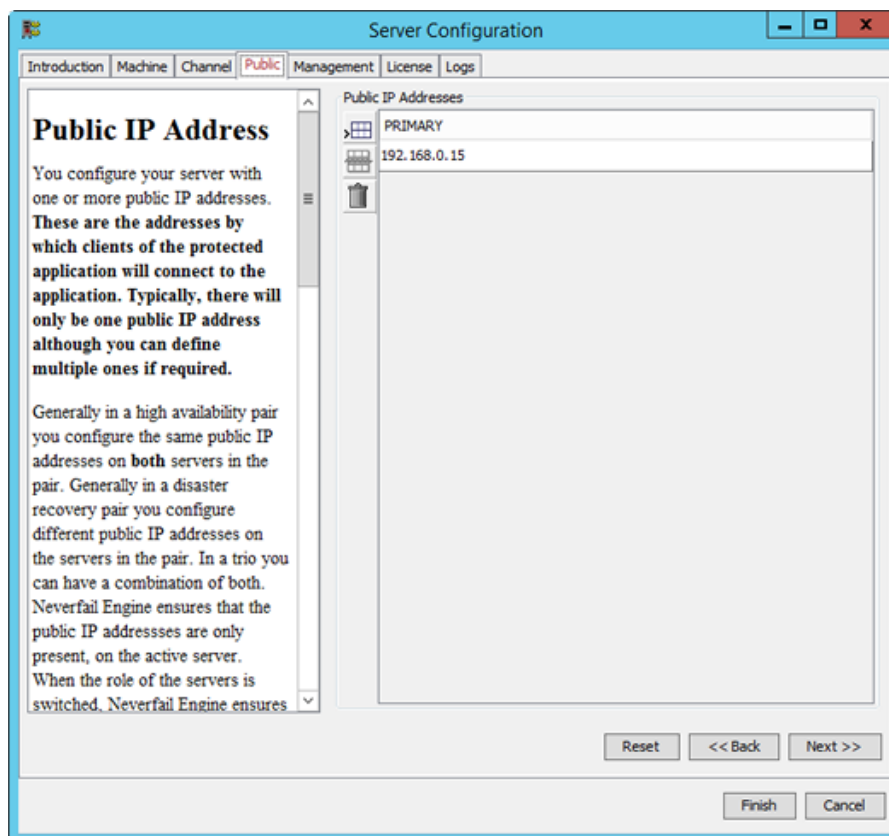 Server Configuration
Introduction Machine Channel Public Management License Logs
Public IP Address
You configure your server with
one or more public IP addresses.
These are the addresses by
which clients of the protected
application will connect to the
application. Typically, there will
only be one public IP address
although you can define
multiple ones if required.
Generally in a high availability pair
you configure the same public IP
addresses on both servers in the
pair. Generally in a disaster
recovery pair you configure
different public IP addresses on
the servers in the pair. In a trio you
can have a combination of both.
Neverfail Engine ensures that the
public IP addressses are only
present, on the active server.
When the role of the servers is
switched, Neverfail Engine ensures
Public IP Addresses
PRIMARY
192.168.0.15
Reset << Back Next >>
Finish Cancel